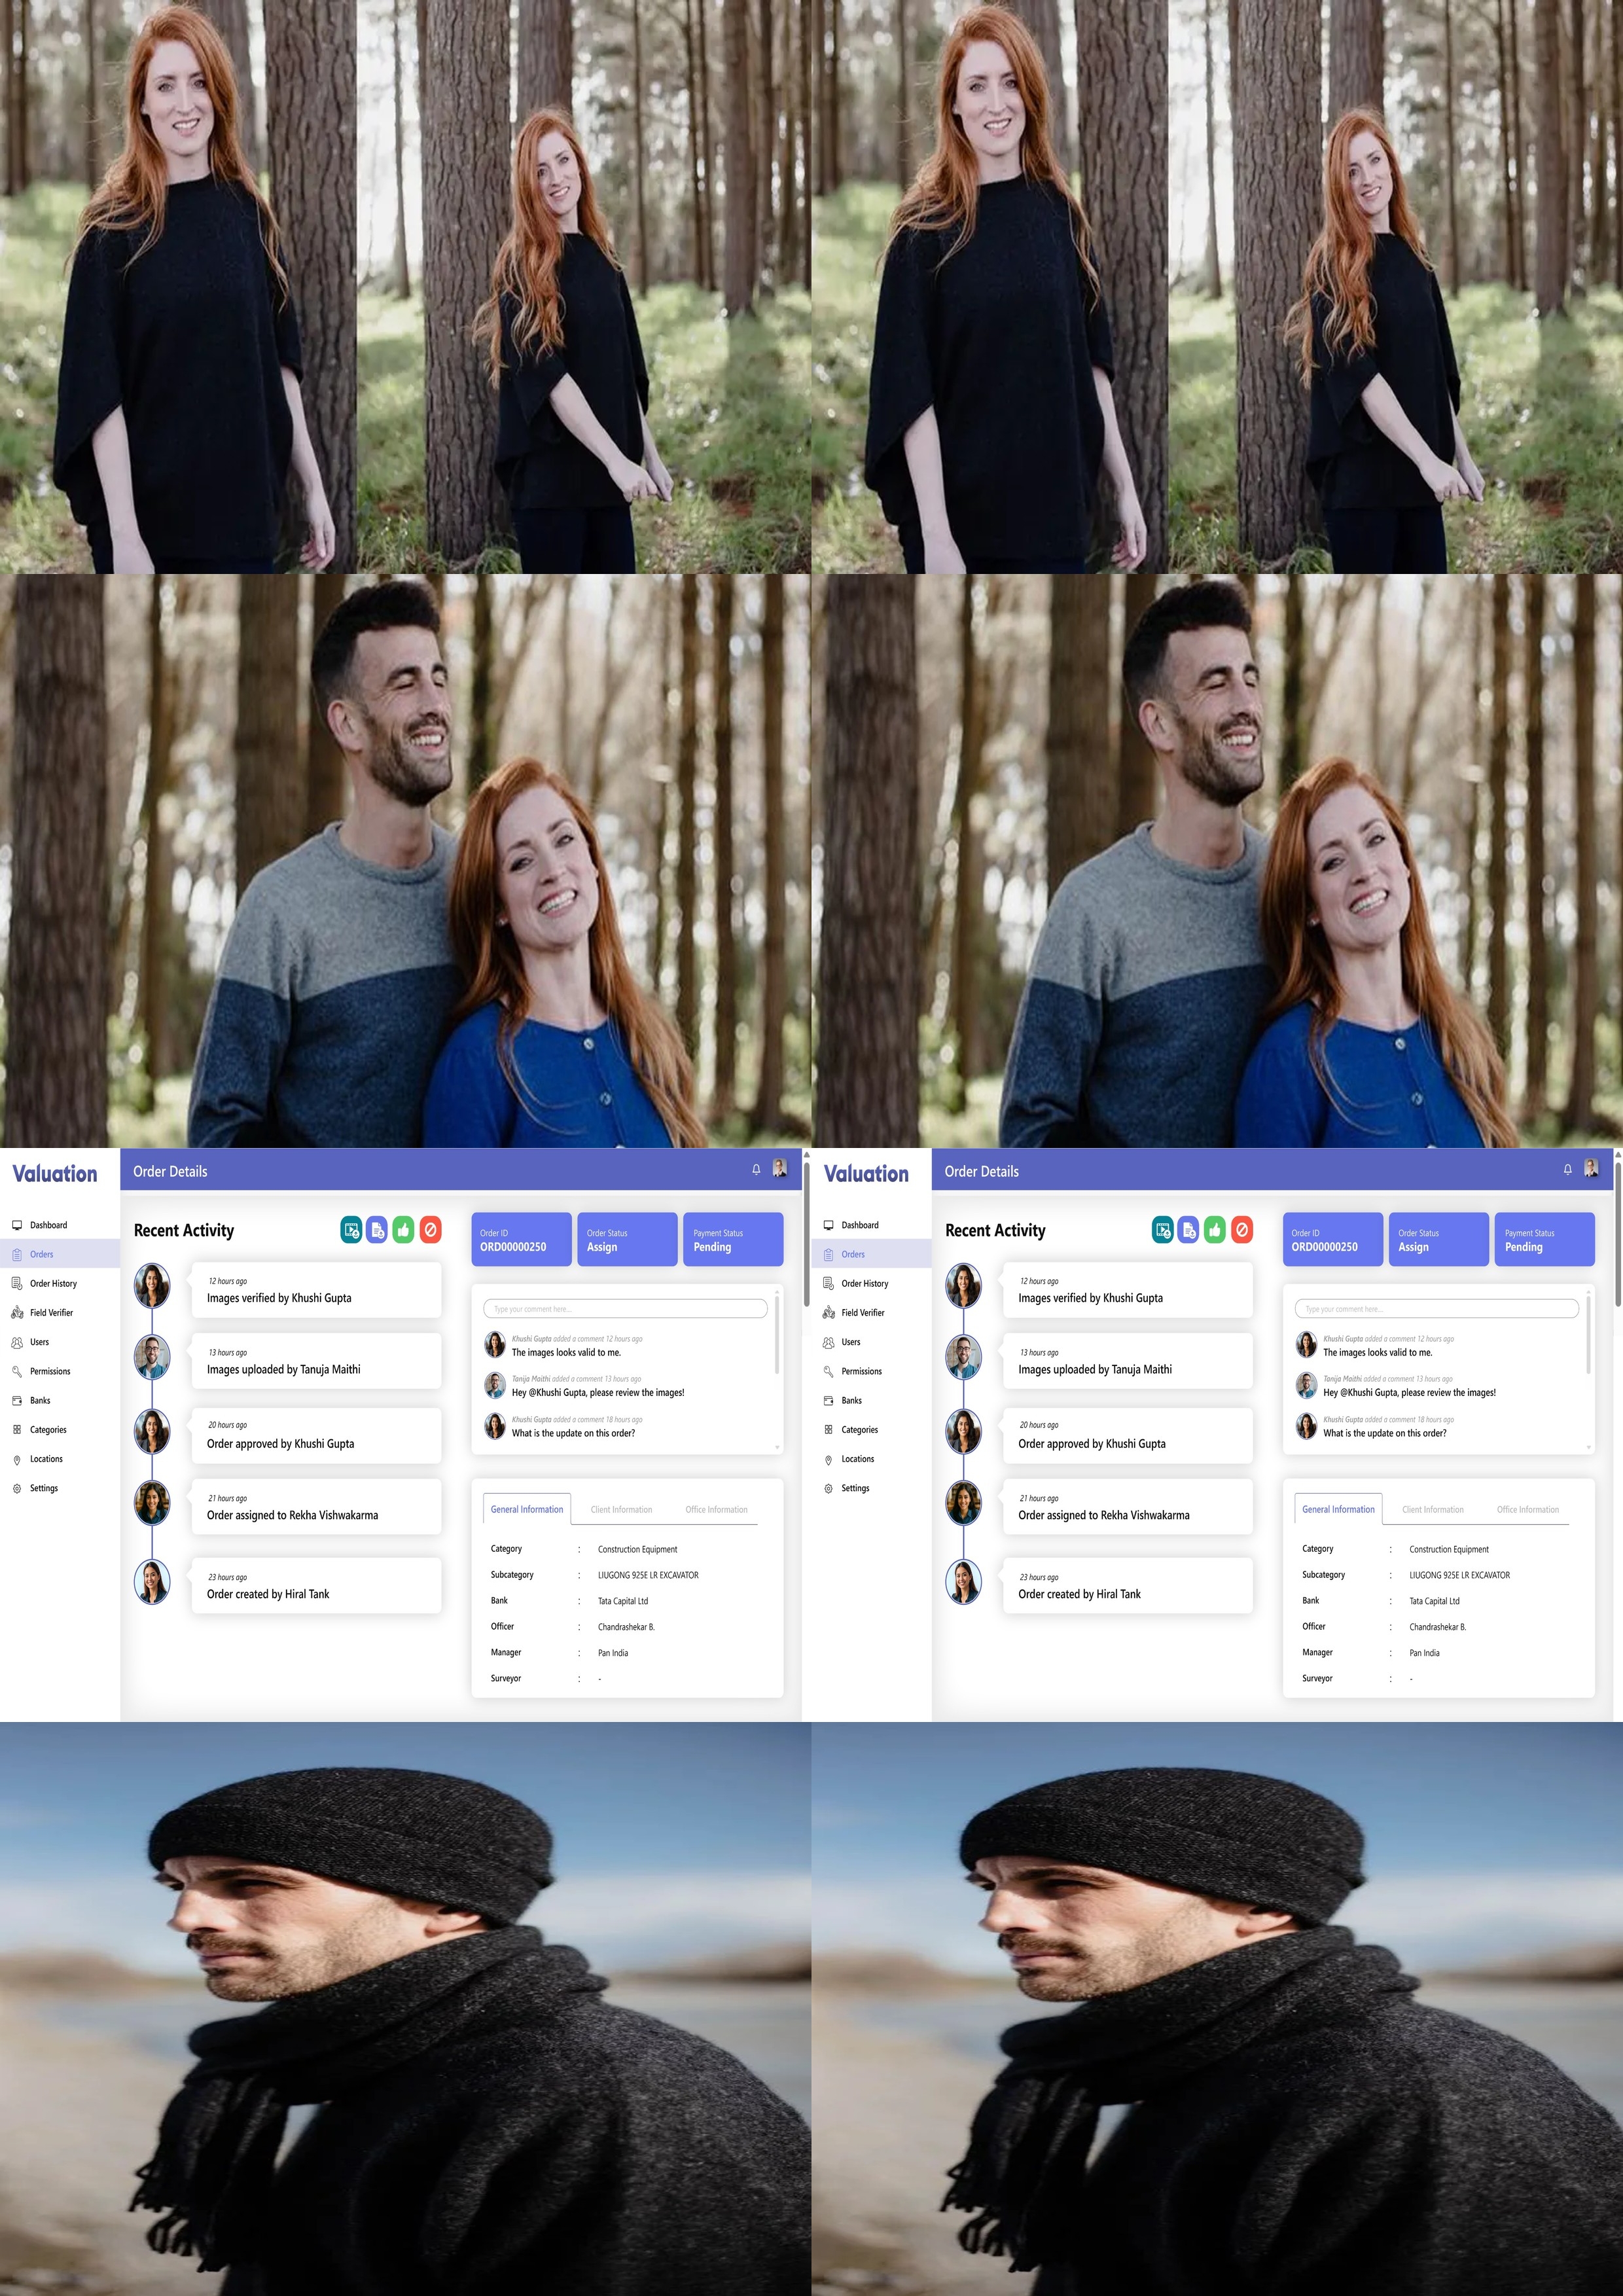 Valuation
Order Details
Dashboard
Orders
Order History
Field Verifier
Users
Permissions
Banks
Categories
Locations
Settings
Recent Activity
12 hours ago
Images verified by Khushi Gupta
13 hours ago
Images uploaded by Tanuja Maithi
20 hours ago
Order approved by Khushi Gupta
21 hours ago
Order assigned to Rekha Vishwakarma
23 hours ago
Order created by Hiral Tank
Order ID
ORD00000250
Order Status
Assign
Payment Status
Pending
Type your comment here...
Khushi Gupta added a comment 12 hours ago
The images looks valid to me.
Tanija Maithi added a comment 13 hours ago
Hey @Khushi Gupta, please review the images!
Khushi Gupta added a comment 18 hours ago
What is the update on this order?
General Information Client Information Office Information
Category : Construction Equipment
Subcategory : LIUGONG 925E LR EXCAVATOR
Bank : Tata Capital Ltd
Officer : Chandrashekar B.
Manager : Pan India
Surveyor : -
Valuation
Order Details
Dashboard
Orders
Order History
Field Verifier
Users
Permissions
Banks
Categories
Locations
Settings
Recent Activity
12 hours ago
Images verified by Khushi Gupta
13 hours ago
Images uploaded by Tanuja Maithi
20 hours ago
Order approved by Khushi Gupta
21 hours ago
Order assigned to Rekha Vishwakarma
23 hours ago
Order created by Hiral Tank
Order ID
ORD00000250
Order Status
Assign
Payment Status
Pending
Type your comment here...
Khushi Gupta added a comment 12 hours ago
The images looks valid to me.
Tanija Maithi added a comment 13 hours ago
Hey @Khushi Gupta, please review the images!
Khushi Gupta added a comment 18 hours ago
What is the update on this order?
General Information Client Information Office Information
Category : Construction Equipment
Subcategory : LIUGONG 925E LR EXCAVATOR
Bank : Tata Capital Ltd
Officer : Chandrashekar B.
Manager : Pan India
Surveyor : -